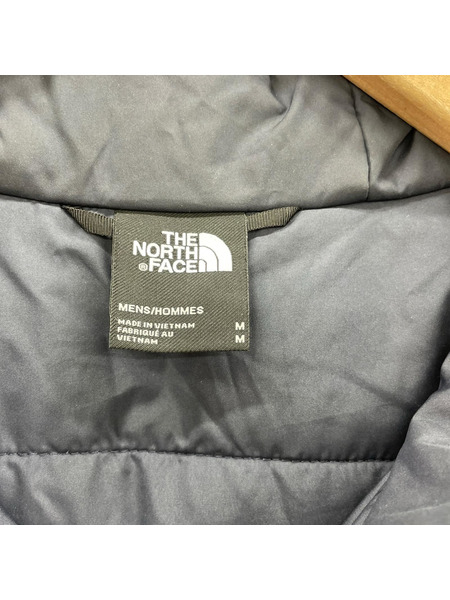 THE
NORTH
®FACE
MENS/HOMMES
MADE IN VIETNAM M
FABRIQUÉ AU M
VIETNAM